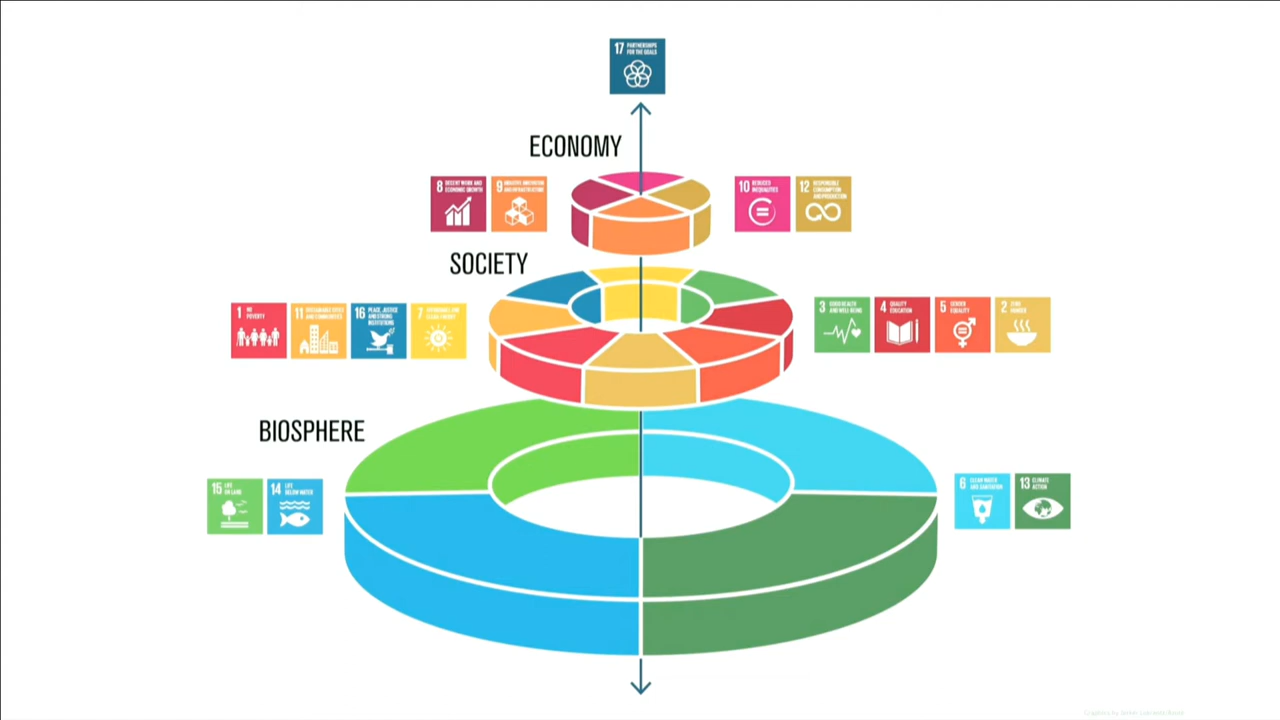 17 PARTNERSHIPS
FOR THE GOALS
ECONOMY
8 DECENT WORK AND
ECONOMIC GROWTH
9 INDUSTRY, INNOVATION
AND INFRASTRUCTURE
10 REDUCED
INEQUALITIES
12 RESPONSIBLE
CONSUMPTION
AND PRODUCTION
SOCIETY
1 NO
POVERTY
11 SUSTAINABLE CITIES
AND COMMUNITIES
16 PEACE, JUSTICE
AND STRONG
INSTITUTIONS
7 AFFORDABLE AND
CLEAN ENERGY
3 GOOD HEALTH
AND WELL-BEING
4 QUALITY
EDUCATION
5 GENDER
EQUALITY
2 ZERO
HUNGER
BIOSPHERE
15 LIFE
ON LAND
14 LIFE
BELOW WATER
6 CLEAN WATER
AND SANITATION
13 CLIMATE
ACTION
Graphics by